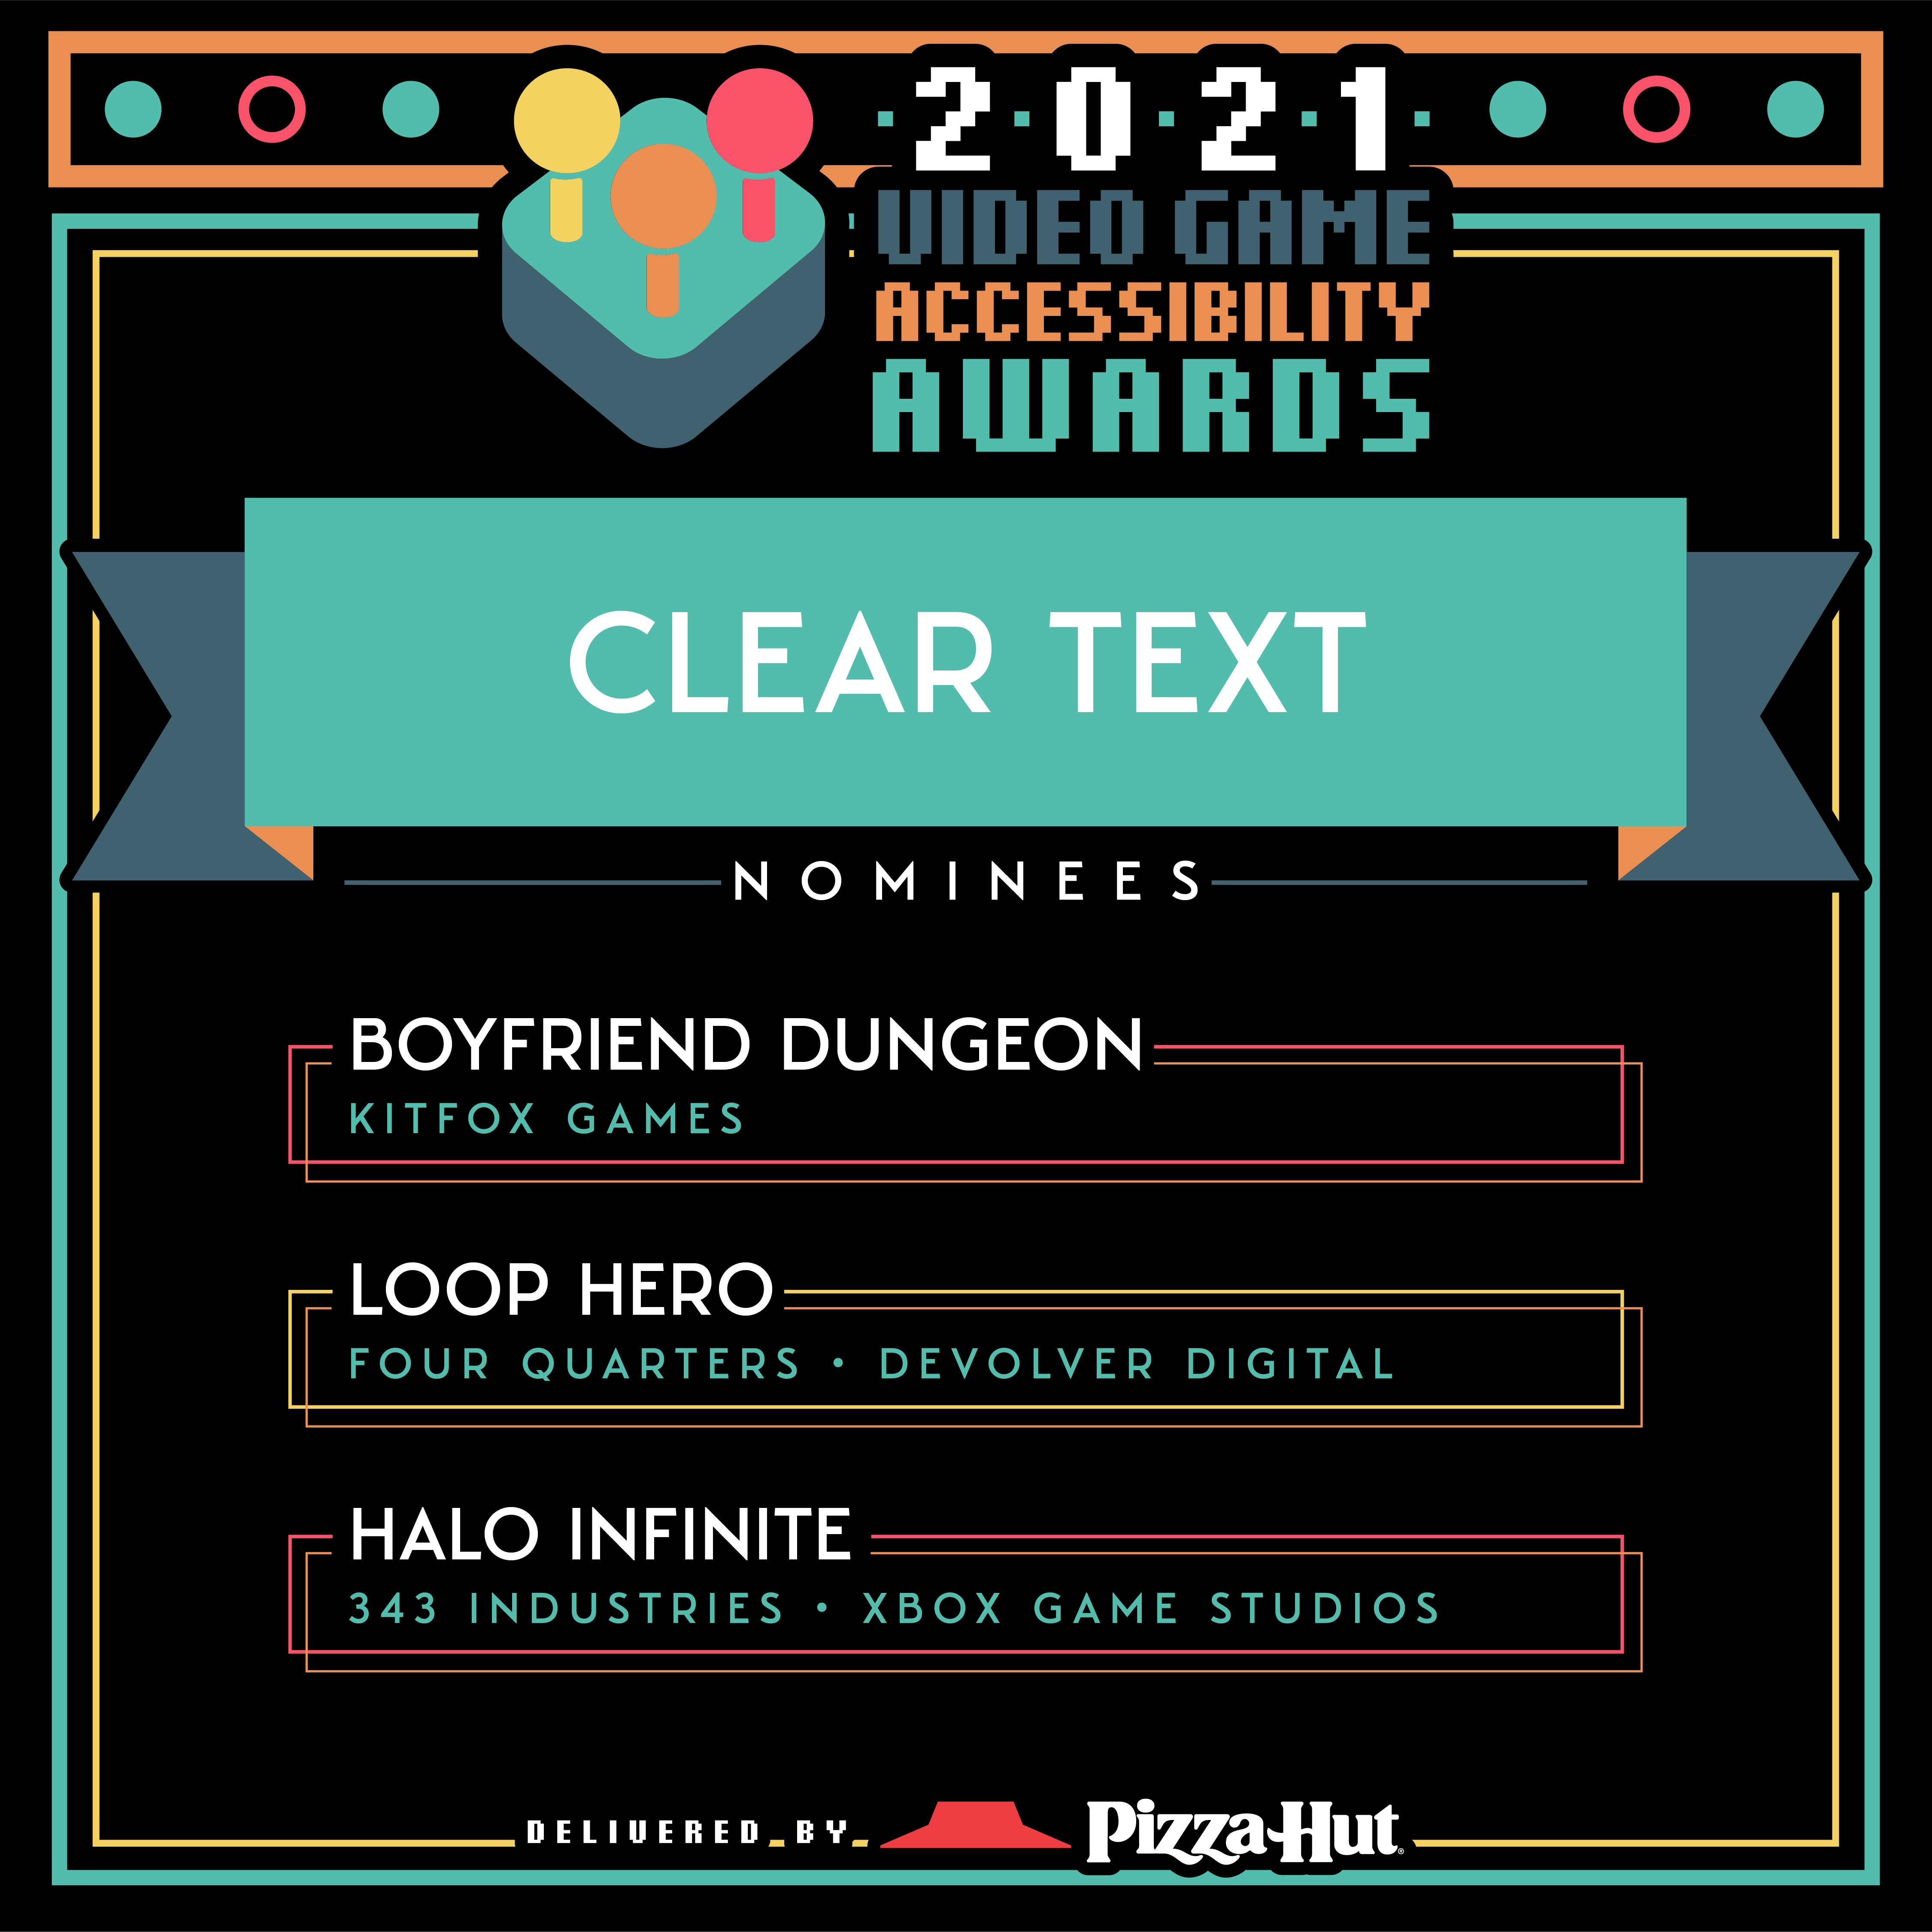 2·0·2·1
VIDEO GAME
ACCESSIBILITY
AWARDS
CLEAR TEXT
NOMINEES
BOYFRIEND DUNGEON
KITFOX GAMES
LOOP HERO
FOUR QUARTERS • DEVOLVER DIGITAL
HALO INFINITE
343 INDUSTRIES • XBOX GAME STUDIOS
DELIVERED BY Pizza Hut®